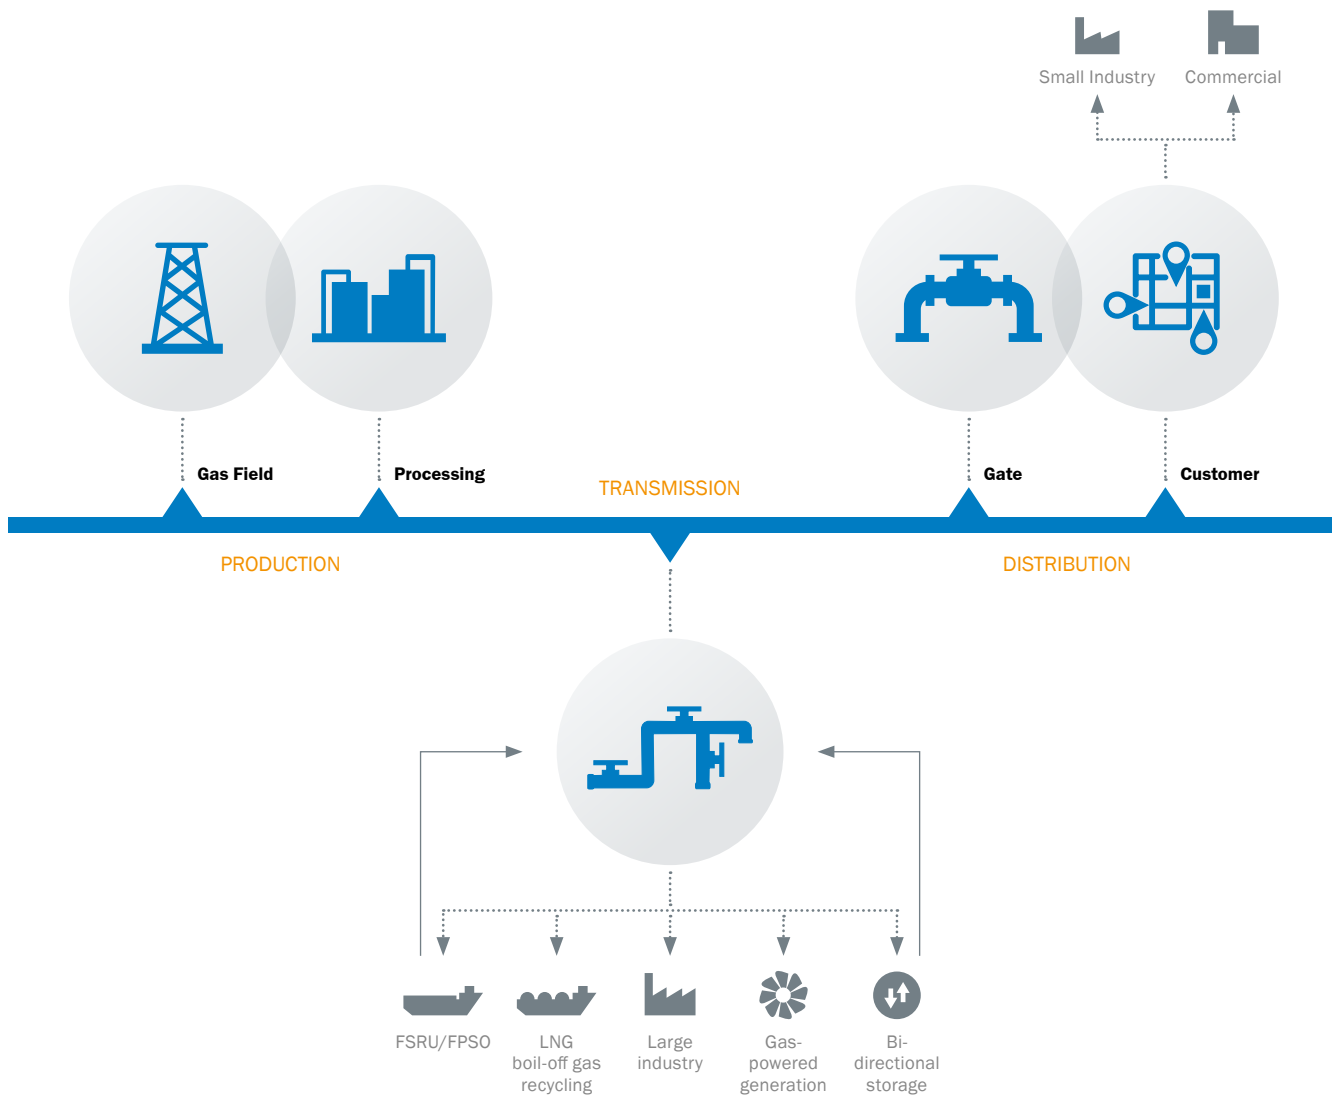 Small Industry
Commercial
Gas Field
Processing
TRANSMISSION
Gate
Customer
PRODUCTION
DISTRIBUTION
FSRU/FPSO
LNG
boil-off gas
recycling
Large
industry
Gas-
powered
generation
Bi-
directional
storage